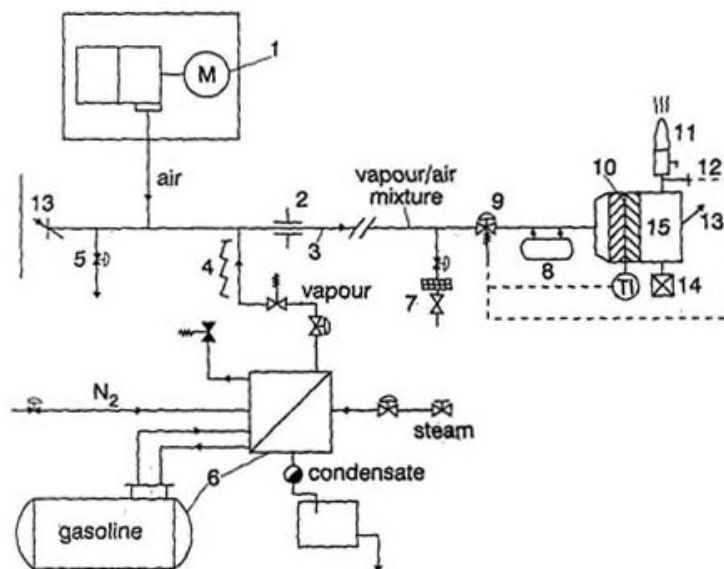 1
M
air
vapour/air
mixture
13
2
3
9
10
11
12
13
15
5
4
vapour
7
8
TI
14
N2
steam
6
condensate
gasoline